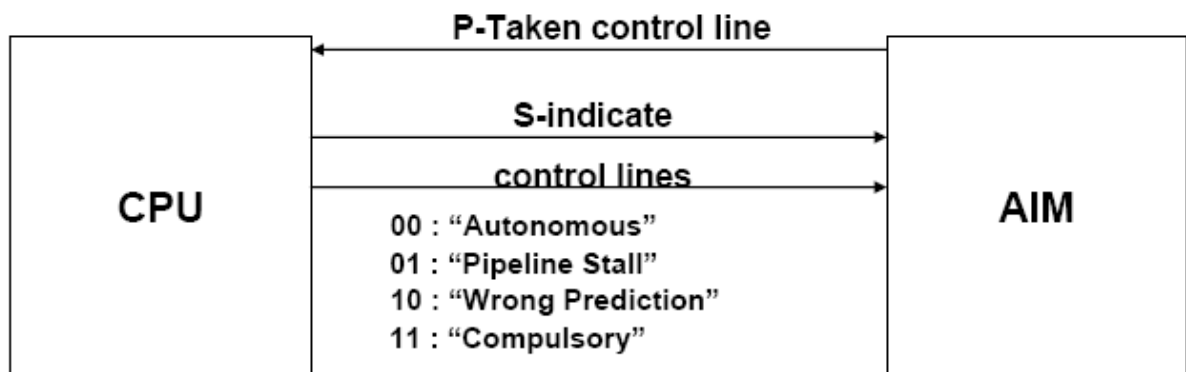 P-Taken control line
S-indicate
control lines
CPU
AIM
00 : “Autonomous”
01 : “Pipeline Stall”
10 : “Wrong Prediction”
11 : “Compulsory”